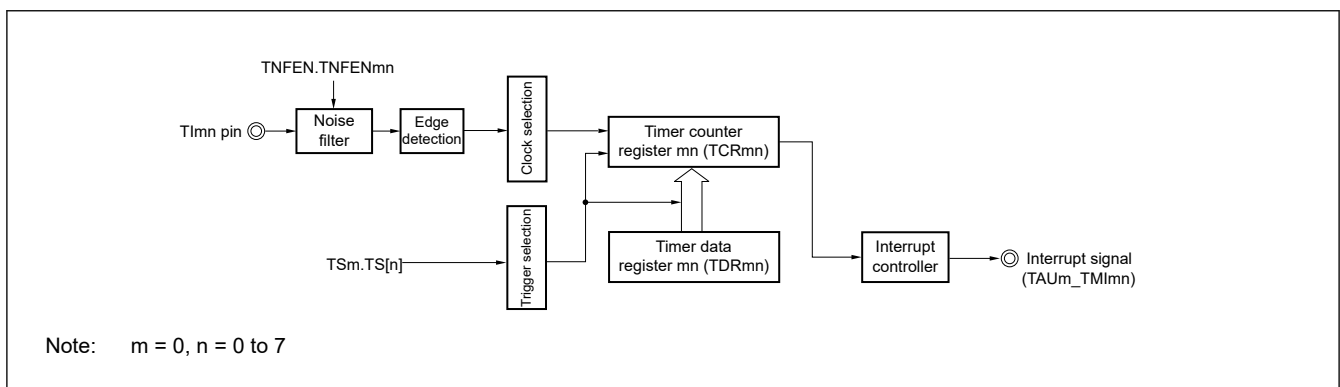 TNFEN.TNFENmn
TImn pin
Noise
filter
Edge
detection
Clock selection
Timer counter
register mn (TCRmn)
TSm.TS[n]
Trigger selection
Timer data
register mn (TDRmn)
Interrupt
controller
Interrupt signal
(TAUm_TMImn)
Note: m = 0, n = 0 to 7